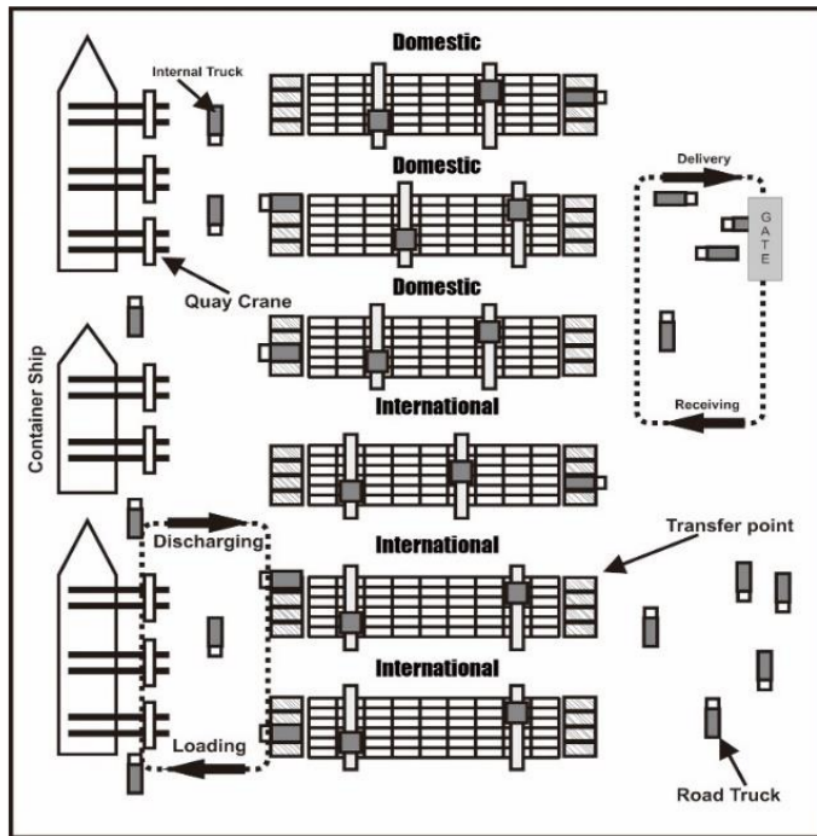 Domestic
Internal Truck
Domestic
Delivery
GATE
Quay Crane
Domestic
Container Ship
International
Receiving
Discharging
International
Transfer point
International
Loading
Road Truck